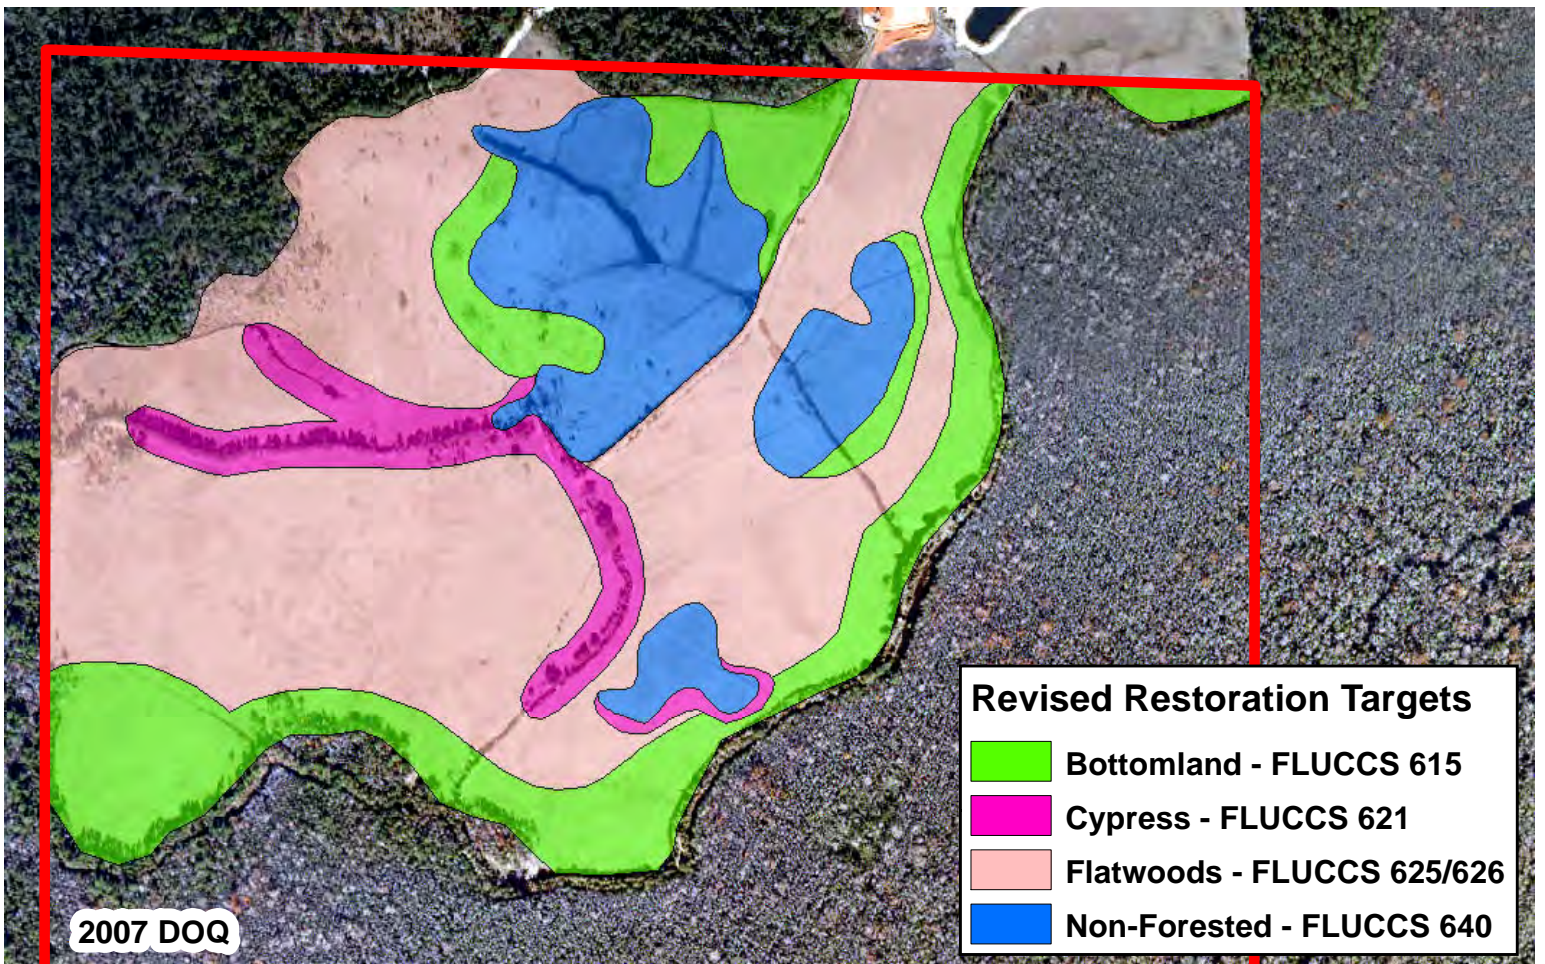 Revised Restoration Targets
Bottomland - FLUCCS 615
Cypress - FLUCCS 621
Flatwoods - FLUCCS 625/626
Non-Forested - FLUCCS 640
2007 DOQ